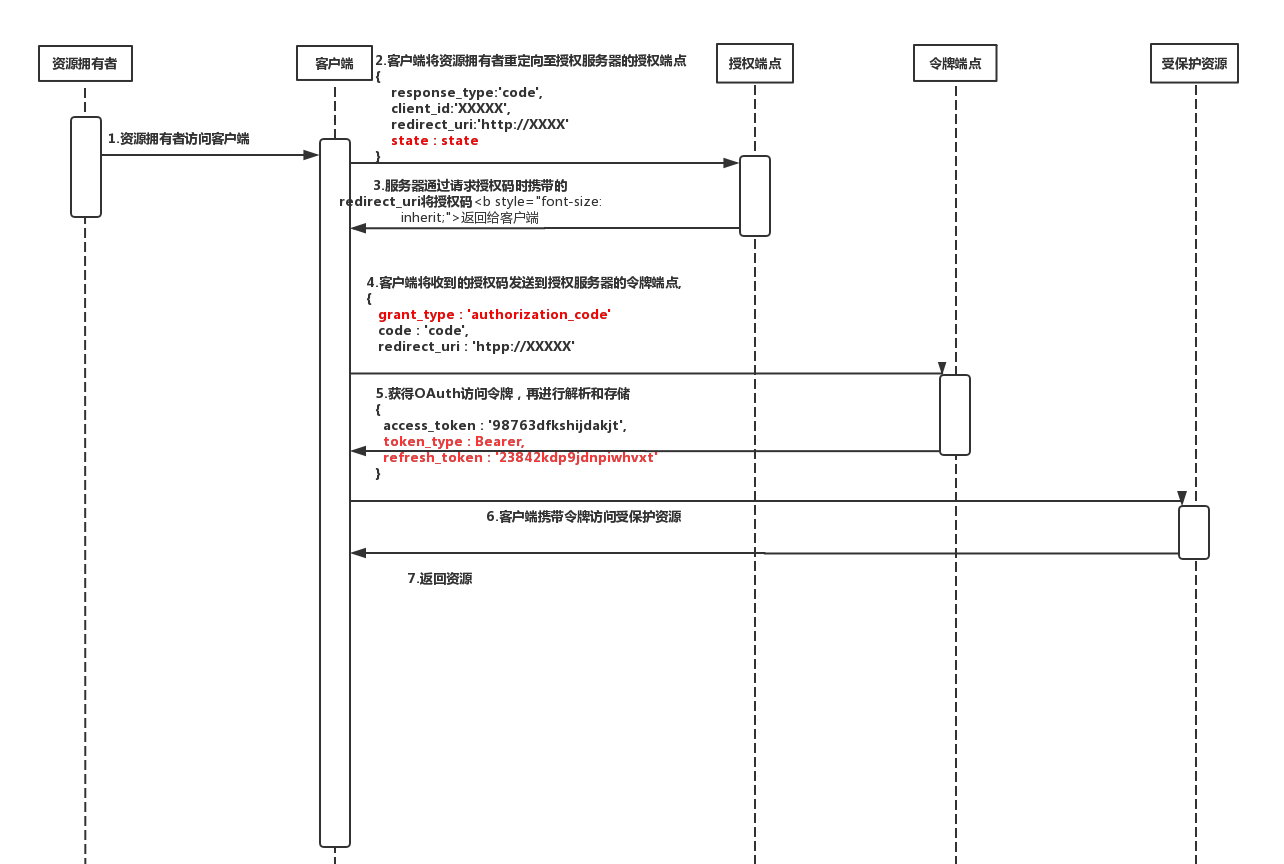 资源拥有者
客户端
授权端点
令牌端点
受保护资源
1.资源拥有者访问客户端
2.客户端将资源拥有者重定向至授权服务器的授权端点
{
response_type:'code',
client_id:'XXXXX',
redirect_uri:'http://XXXX'
state : state
}
3.服务器通过请求授权码时携带的
redirect_uri将授权码<b style="font-size:
inherit;">返回给客户端
4.客户端将收到的授权码发送到授权服务器的令牌端点,
{
grant_type : 'authorization_code'
code : 'code',
redirect_uri : 'htpp://XXXXX'
5.获得OAuth访问令牌，再进行解析和存储
{
access_token : '98763dfkshijdakjt',
token_type : Bearer,
refresh_token : '23842kdp9jdnpiwhvxt'
}
6.客户端携带令牌访问受保护资源
7.返回资源